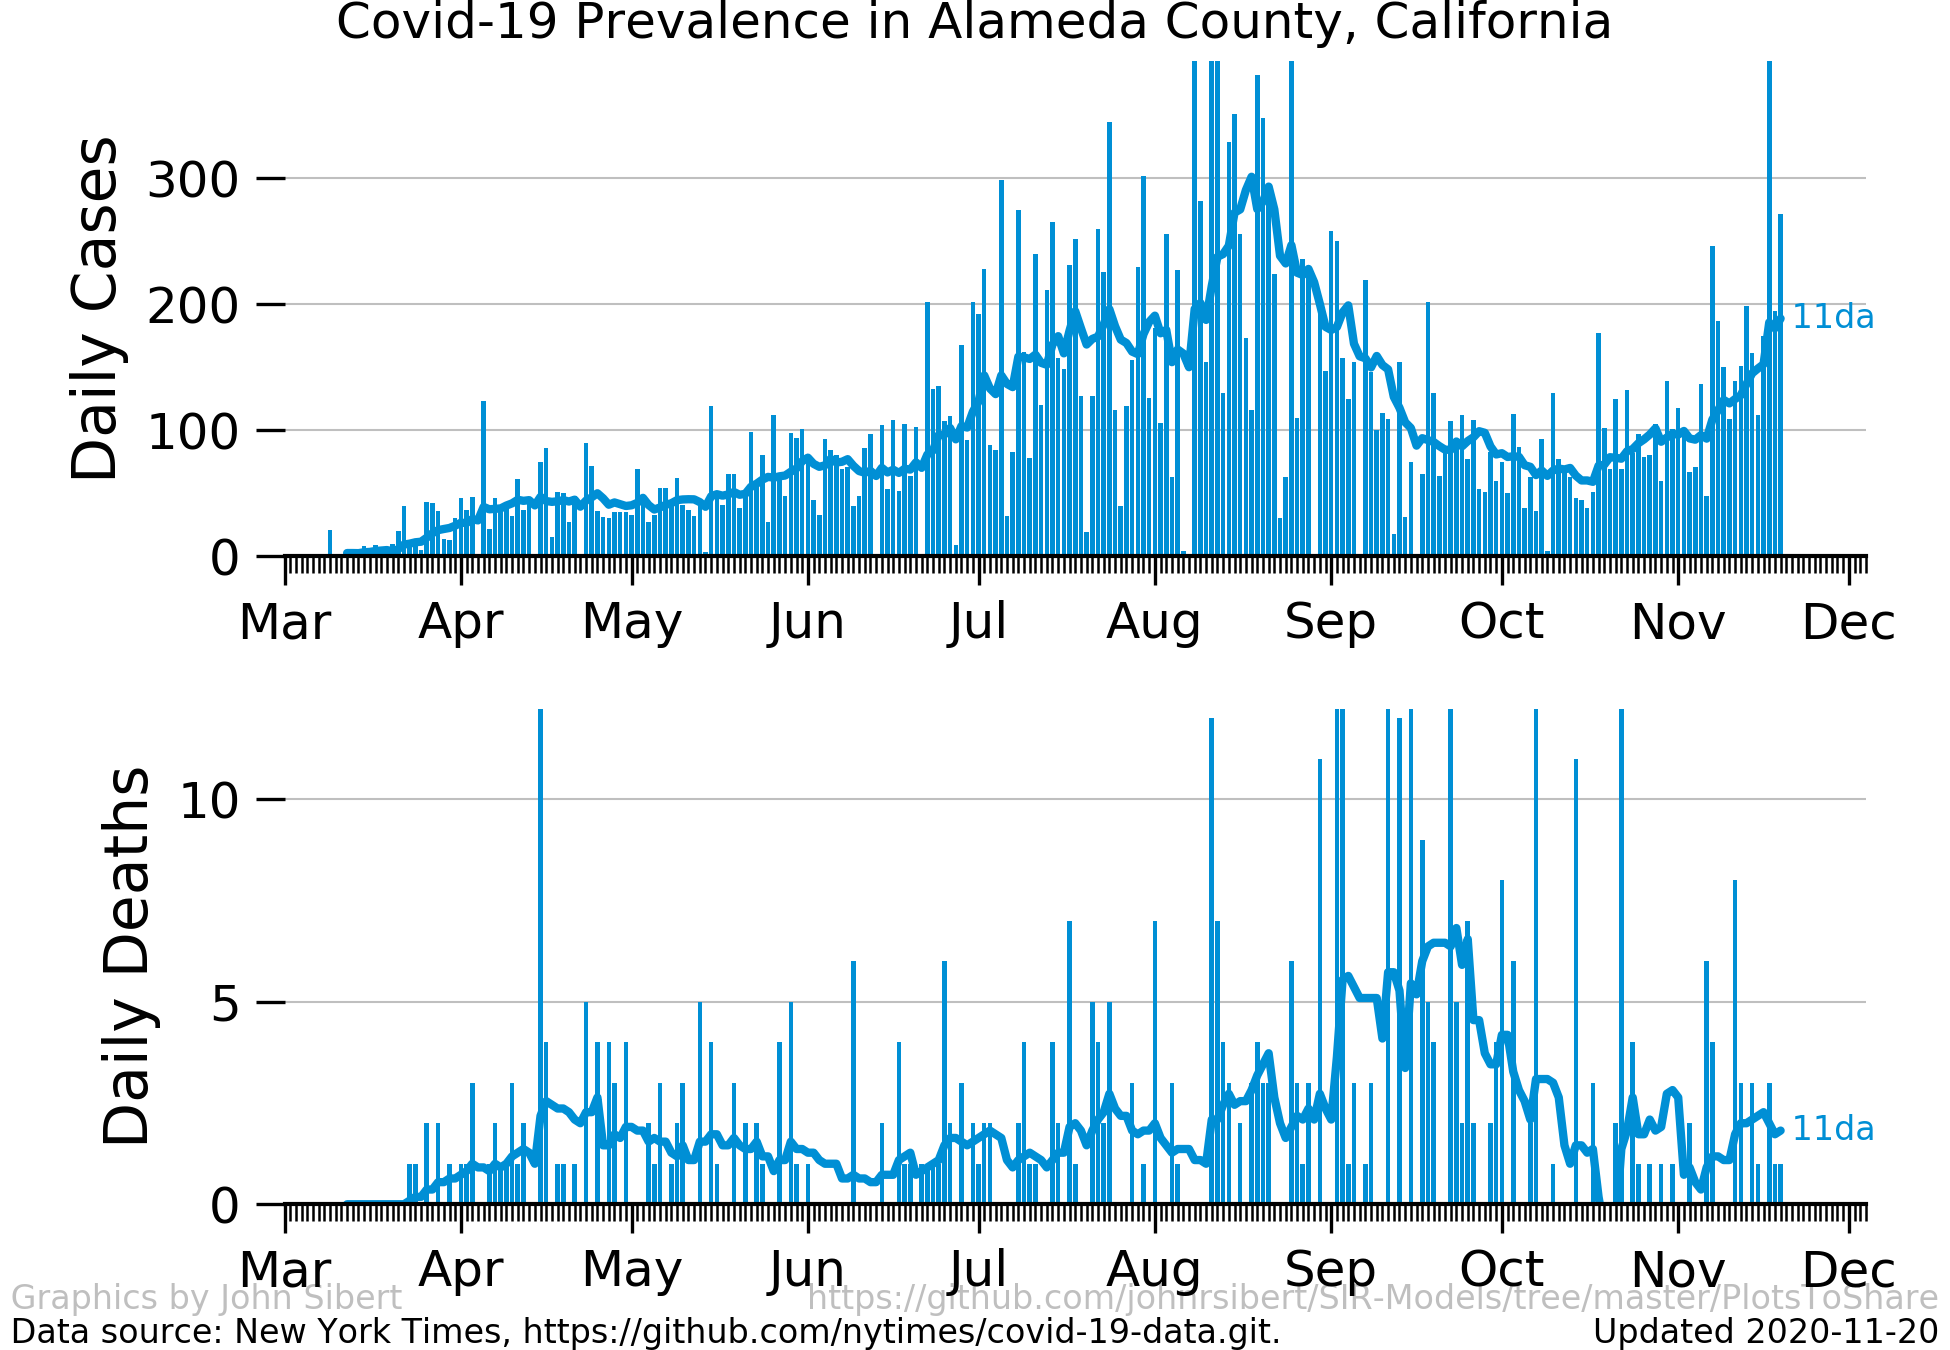 Covid-19 Prevalence in Alameda County, California
Daily Cases
300
200
100
0
11da
Mar Apr May Jun Jul Aug Sep Oct Nov Dec
Daily Deaths
10
5
0
11da
Mar Apr May Jun Jul Aug Sep Oct Nov Dec
Graphics by John Sibert https://github.com/johnrsibert/SIR-Models/tree/master/PlotsToShare
Data source: New York Times, https://github.com/nytimes/covid-19-data.git. Updated 2020-11-20